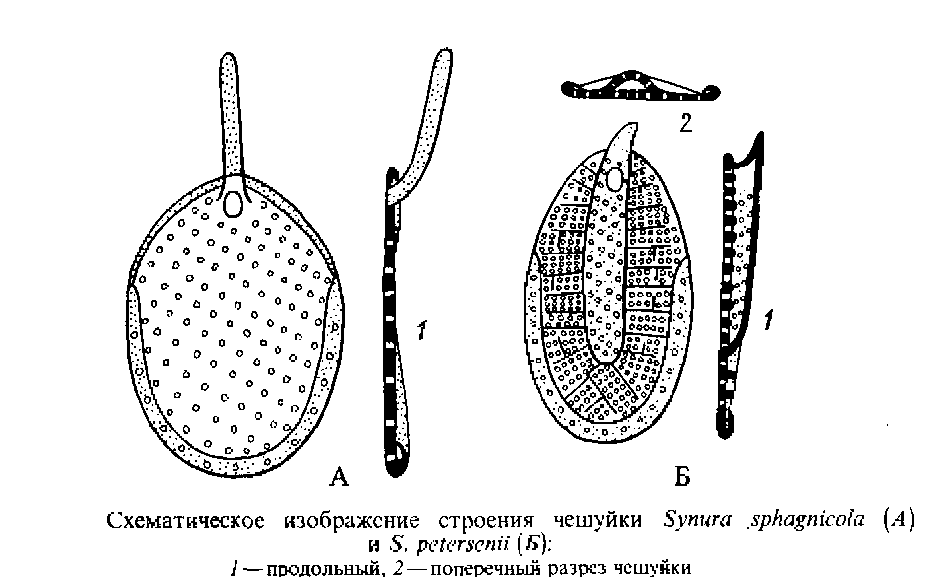 2
1
1
А
Б
Схематическое изображение строения чешуйки Synura sphagnicola (А)
и S. petersenii (Б):
1 — продольный, 2 — поперечный разрез чешуйки